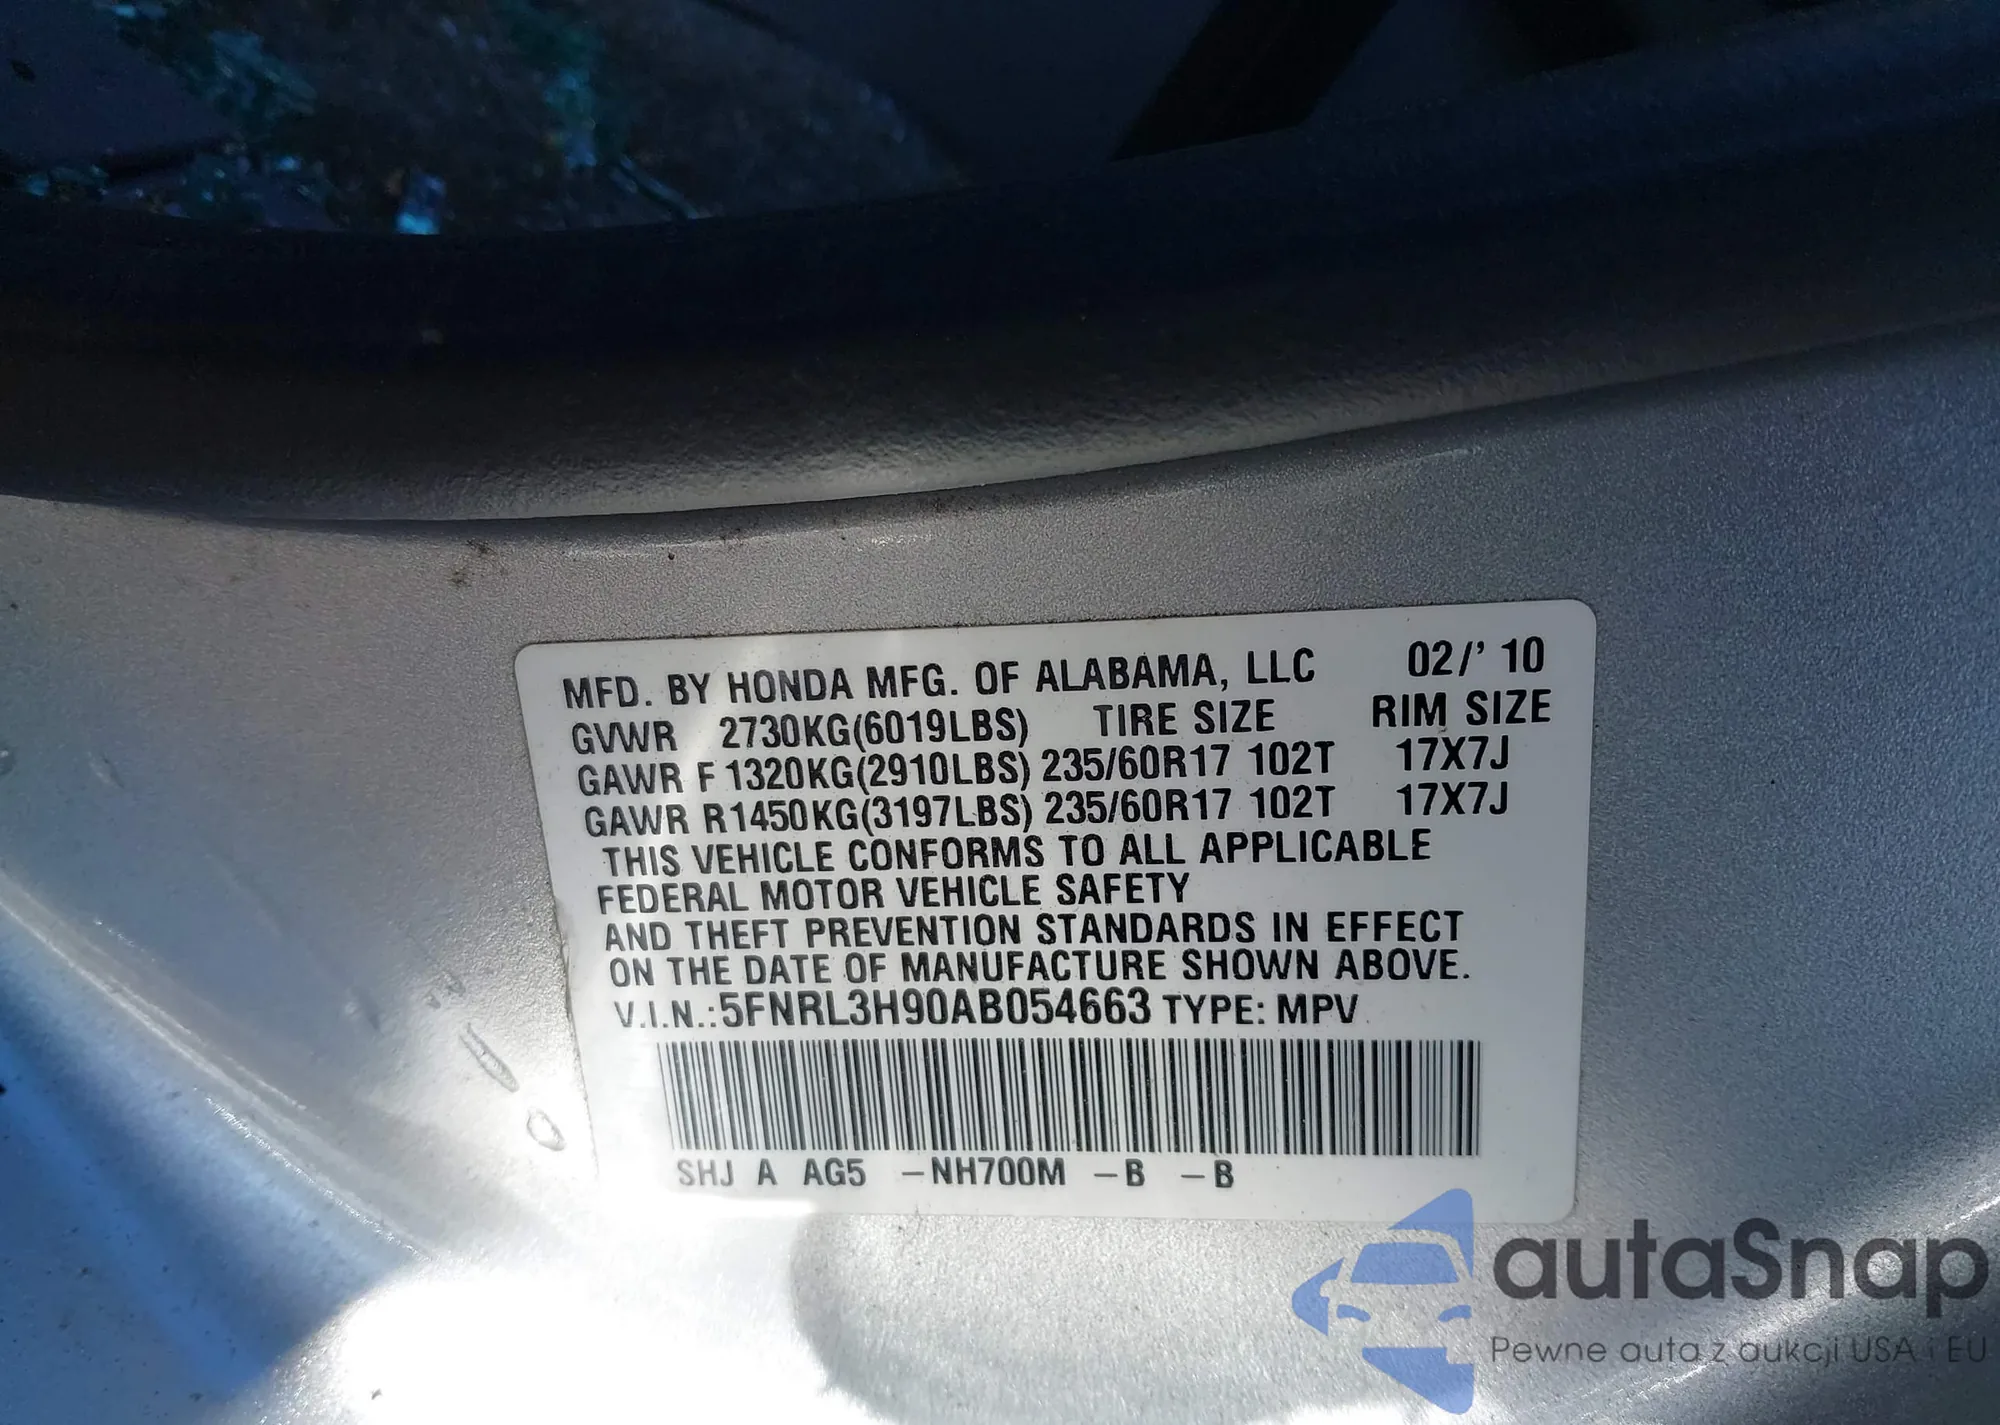 MFD. BY HONDA MFG. OF ALABAMA, LLC 02/' 10
GVWR 2730KG(6019LBS) TIRE SIZE RIM SIZE
GAWR F 1320KG(2910LBS) 235/60R17 102T 17X7J
GAWR R1450KG(3197LBS) 235/60R17 102T 17X7J
THIS VEHICLE CONFORMS TO ALL APPLICABLE
FEDERAL MOTOR VEHICLE SAFETY
AND THEFT PREVENTION STANDARDS IN EFFECT
ON THE DATE OF MANUFACTURE SHOWN ABOVE.
V.I.N.:5FNRL3H90AB054663 TYPE: MPV
SHJ A AG5 -NH700M -B -B
autaSnap
Pewne auta z aukcji USA i EU